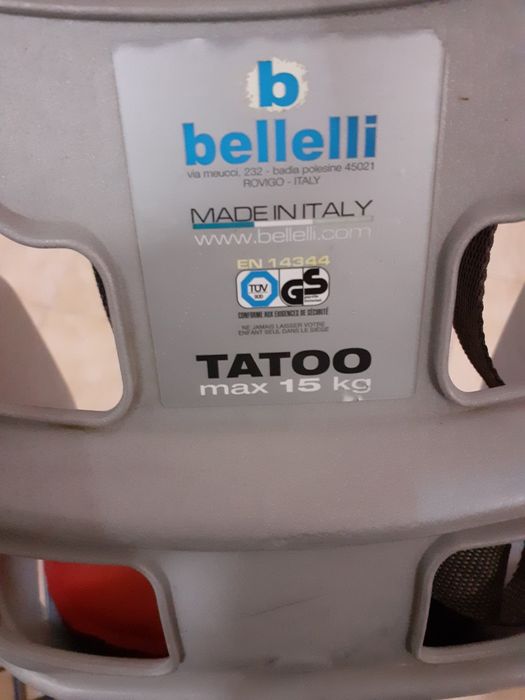 b
bellelli
via meucci, 232 - badia polesine 45021
ROVIGO - ITALY
MADE IN ITALY
www.bellelli.com
EN 14344
TÜV
GS
CONFORME AUX EXIGENCES DE SÉCURITÉ
NE JAMAIS LAISSER VOTRE
ENFANT SEUL DANS LE SIÈGE
TATOO
max 15 kg